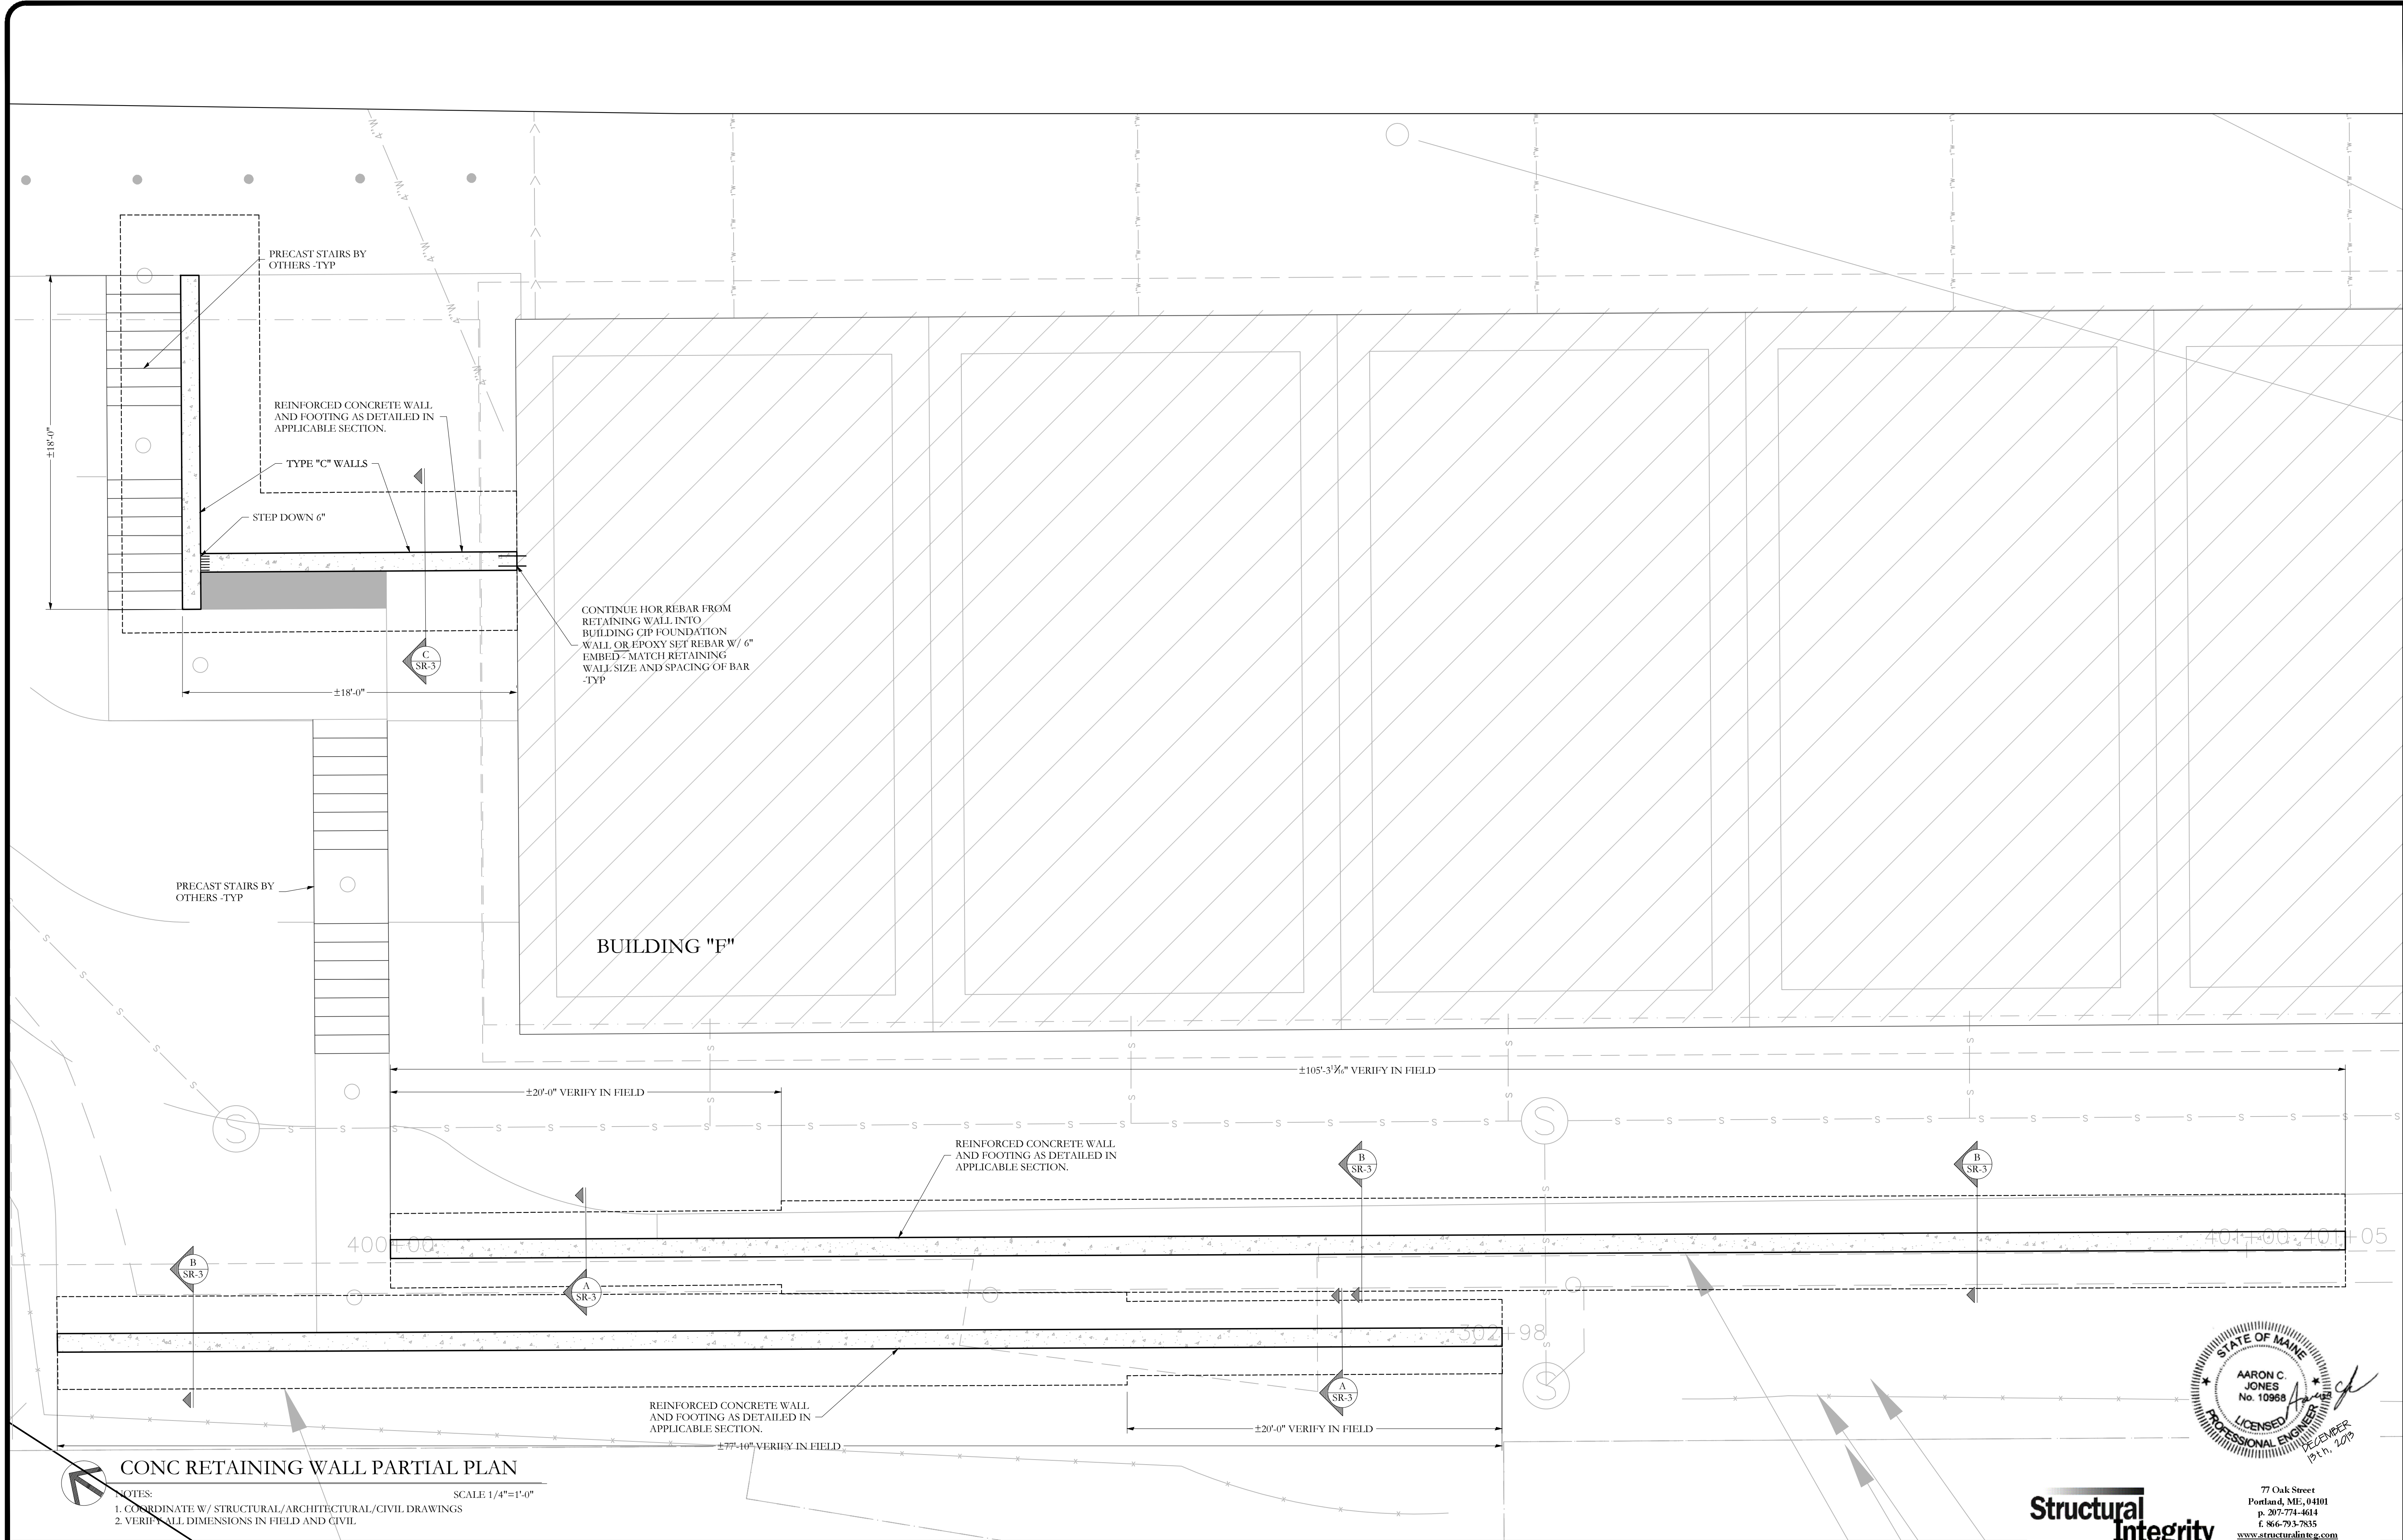 PRECAST STAIRS BY
OTHERS -TYP
REINFORCED CONCRETE WALL
AND FOOTING AS DETAILED IN
APPLICABLE SECTION.
±18'-0"
TYPE "C" WALLS
STEP DOWN 6"
CONTINUE HOR REBAR FROM
RETAINING WALL INTO
BUILDING CIP FOUNDATION
WALL OR EPOXY SET REBAR W/ 6"
EMBED - MATCH RETAINING
WALL SIZE AND SPACING OF BAR
-TYP
C
SR-3
±18'-0"
PRECAST STAIRS BY
OTHERS -TYP
BUILDING "F"
±105'-3 11/16" VERIFY IN FIELD
±20'-0" VERIFY IN FIELD
S
S
REINFORCED CONCRETE WALL
AND FOOTING AS DETAILED IN
APPLICABLE SECTION.
B
SR-3
B
SR-3
400+00
401+00
401+05
B
SR-3
A
SR-3
302+98
S
A
SR-3
REINFORCED CONCRETE WALL
AND FOOTING AS DETAILED IN
APPLICABLE SECTION.
±20'-0" VERIFY IN FIELD
±77'-10" VERIFY IN FIELD
CONC RETAINING WALL PARTIAL PLAN
NOTES:
SCALE 1/4"=1'-0"
1. COORDINATE W/ STRUCTURAL/ARCHITECTURAL/CIVIL DRAWINGS
2. VERIFY ALL DIMENSIONS IN FIELD AND CIVIL
STATE OF MAINE
AARON C.
JONES
No. 10968
LICENSED
PROFESSIONAL ENGINEER
DECEMBER
13th, 2013
Structural
Integrity
77 Oak Street
Portland, ME, 04101
p. 207-774-4614
f. 866-793-7835
www.structuralinteg.com